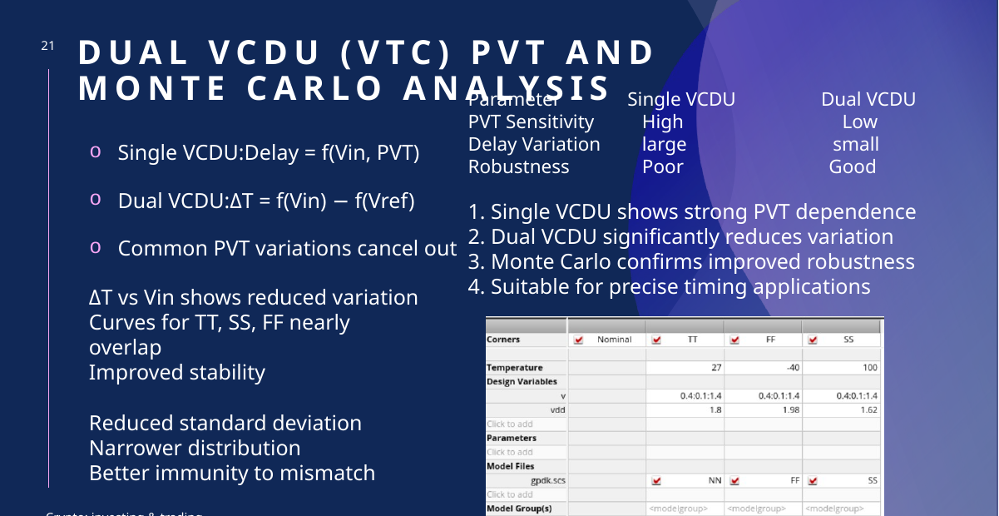 21
DUAL VCDU (VTC) PVT AND
MONTE CARLO ANALYSIS
o Single VCDU:Delay = f(Vin, PVT)
o Dual VCDU:ΔT = f(Vin) − f(Vref)
o Common PVT variations cancel out
ΔT vs Vin shows reduced variation
Curves for TT, SS, FF nearly
overlap
Improved stability
Reduced standard deviation
Narrower distribution
Better immunity to mismatch
Parameter Single VCDU Dual VCDU
PVT Sensitivity High Low
Delay Variation large small
Robustness Poor Good
1. Single VCDU shows strong PVT dependence
2. Dual VCDU significantly reduces variation
3. Monte Carlo confirms improved robustness
4. Suitable for precise timing applications
Corners Nominal TT FF SS
Temperature 27 -40 100
Design Variables
v 0.4:0.1:1.4 0.4:0.1:1.4 0.4:0.1:1.4
vdd 1.8 1.98 1.62
Click to add
Parameters
Click to add
Model Files
gpdk.scs NN FF SS
Click to add
Model Group(s) <modelgroup> <modelgroup> <modelgroup>
Crypto: investing & trading